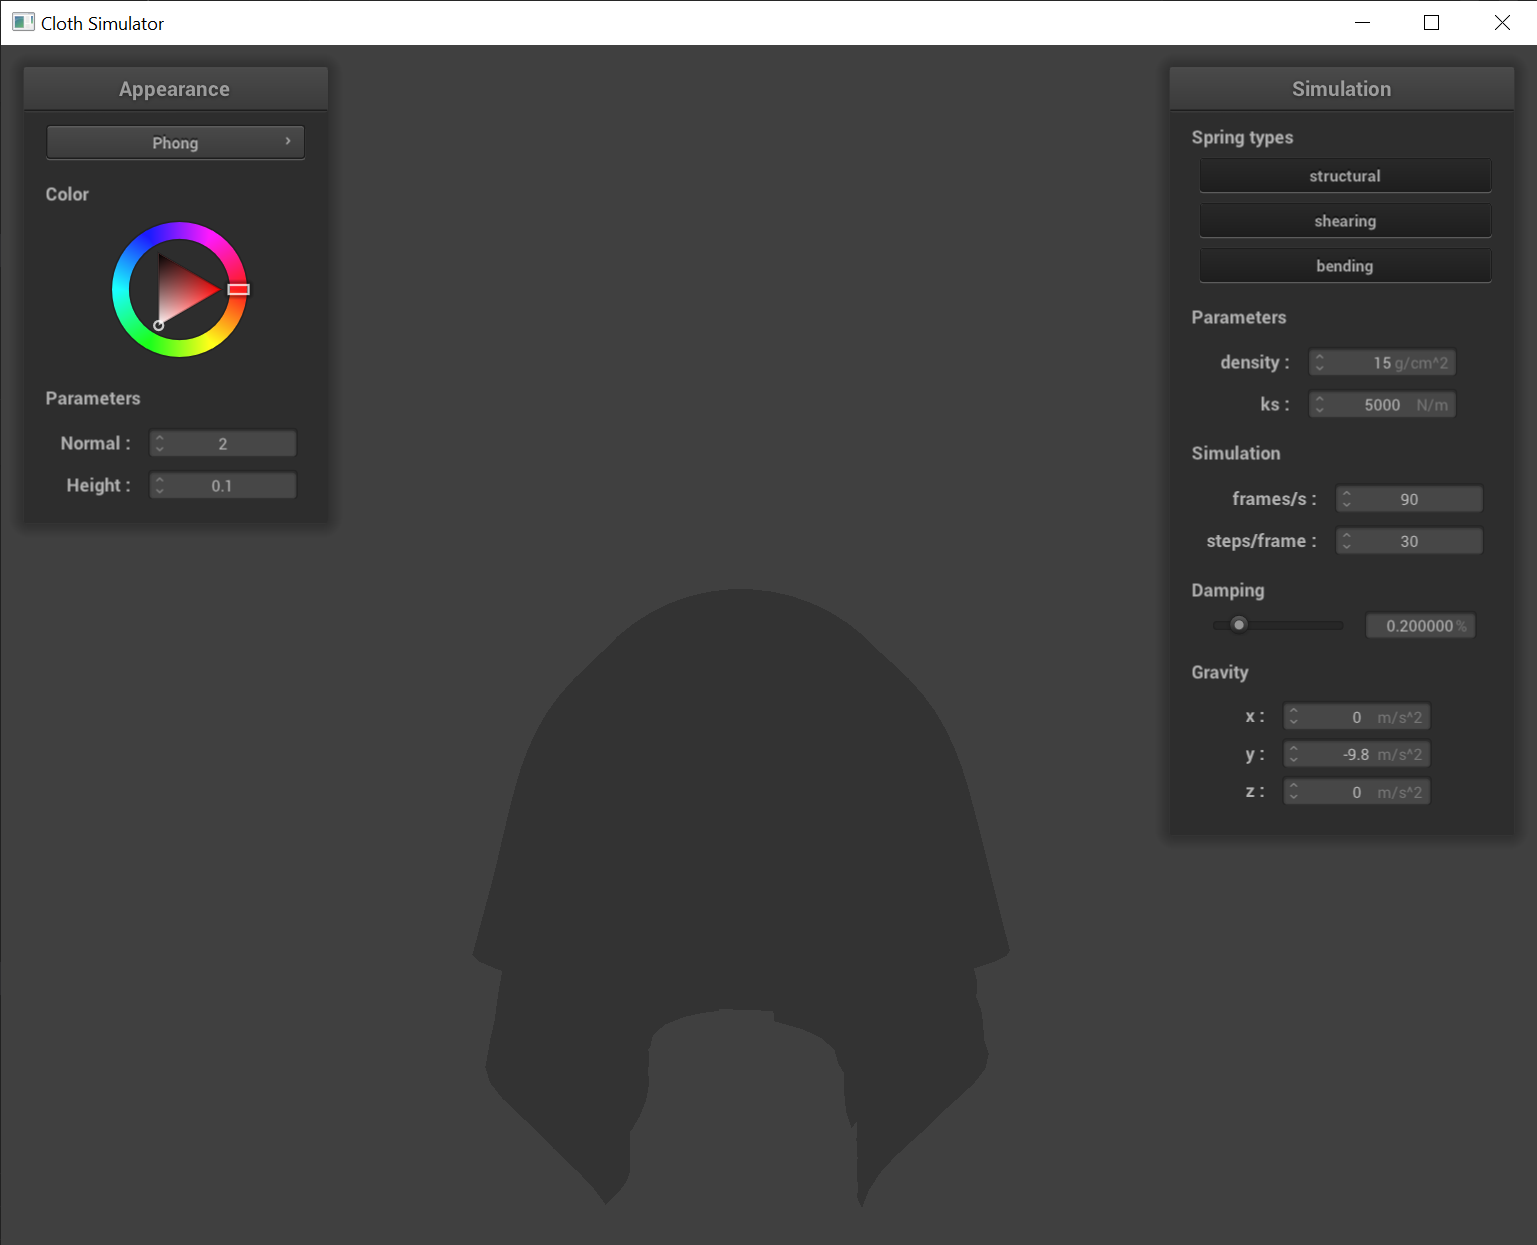 Cloth Simulator
Appearance
Phong
Color
Parameters
Normal : 2
Height : 0.1
Simulation
Spring types
structural
shearing
bending
Parameters
density : 15 g/cm^2
ks : 5000 N/m
Simulation
frames/s : 90
steps/frame : 30
Damping
0.200000 %
Gravity
x : 0 m/s^2
y : -9.8 m/s^2
z : 0 m/s^2